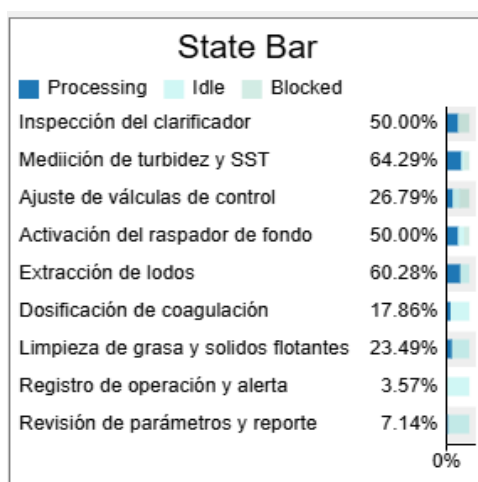 State Bar
Processing Idle Blocked
Inspección del clarificador 50.00%
Mediición de turbidez y SST 64.29%
Ajuste de válculas de control 26.79%
Activación del raspador de fondo 50.00%
Extracción de lodos 60.28%
Dosificación de coagulación 17.86%
Limpieza de grasa y solidos flotantes 23.49%
Registro de operación y alerta 3.57%
Revisión de parámetros y reporte 7.14%
0%